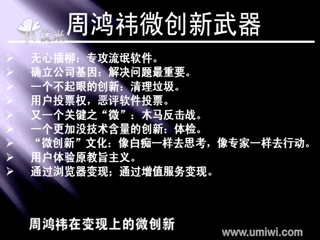 周鸿祎微创新武器
无心插柳：专攻流氓软件。
确立公司基因：解决问题最重要。
一个不起眼的创新：清理垃圾。
用户投票权，恶评软件投票。
又一个关键之“微”：木马反击战。
一个更加没技术含量的创新：体检。
“微创新”文化：像白痴一样去思考，像专家一样去行动。
用户体验原教旨主义。
通过浏览器变现；通过增值服务变现。
周鸿祎在变现上的微创新
www.umiwi.com